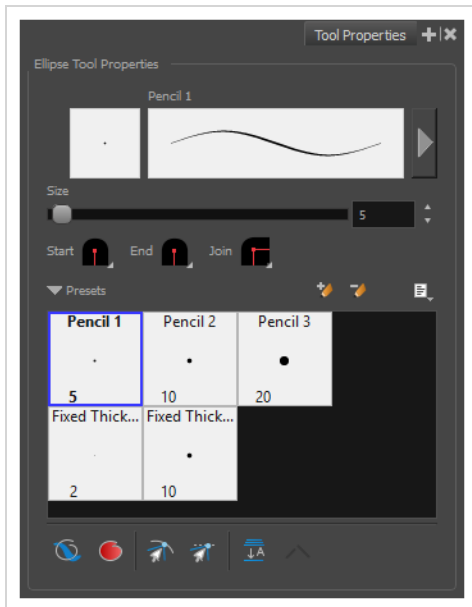 Tool Properties
Ellipse Tool Properties
Pencil 1
Size
5
Start End Join
Presets
Pencil 1 Pencil 2 Pencil 3
5 10 20
Fixed Thick... Fixed Thick...
2 10
A